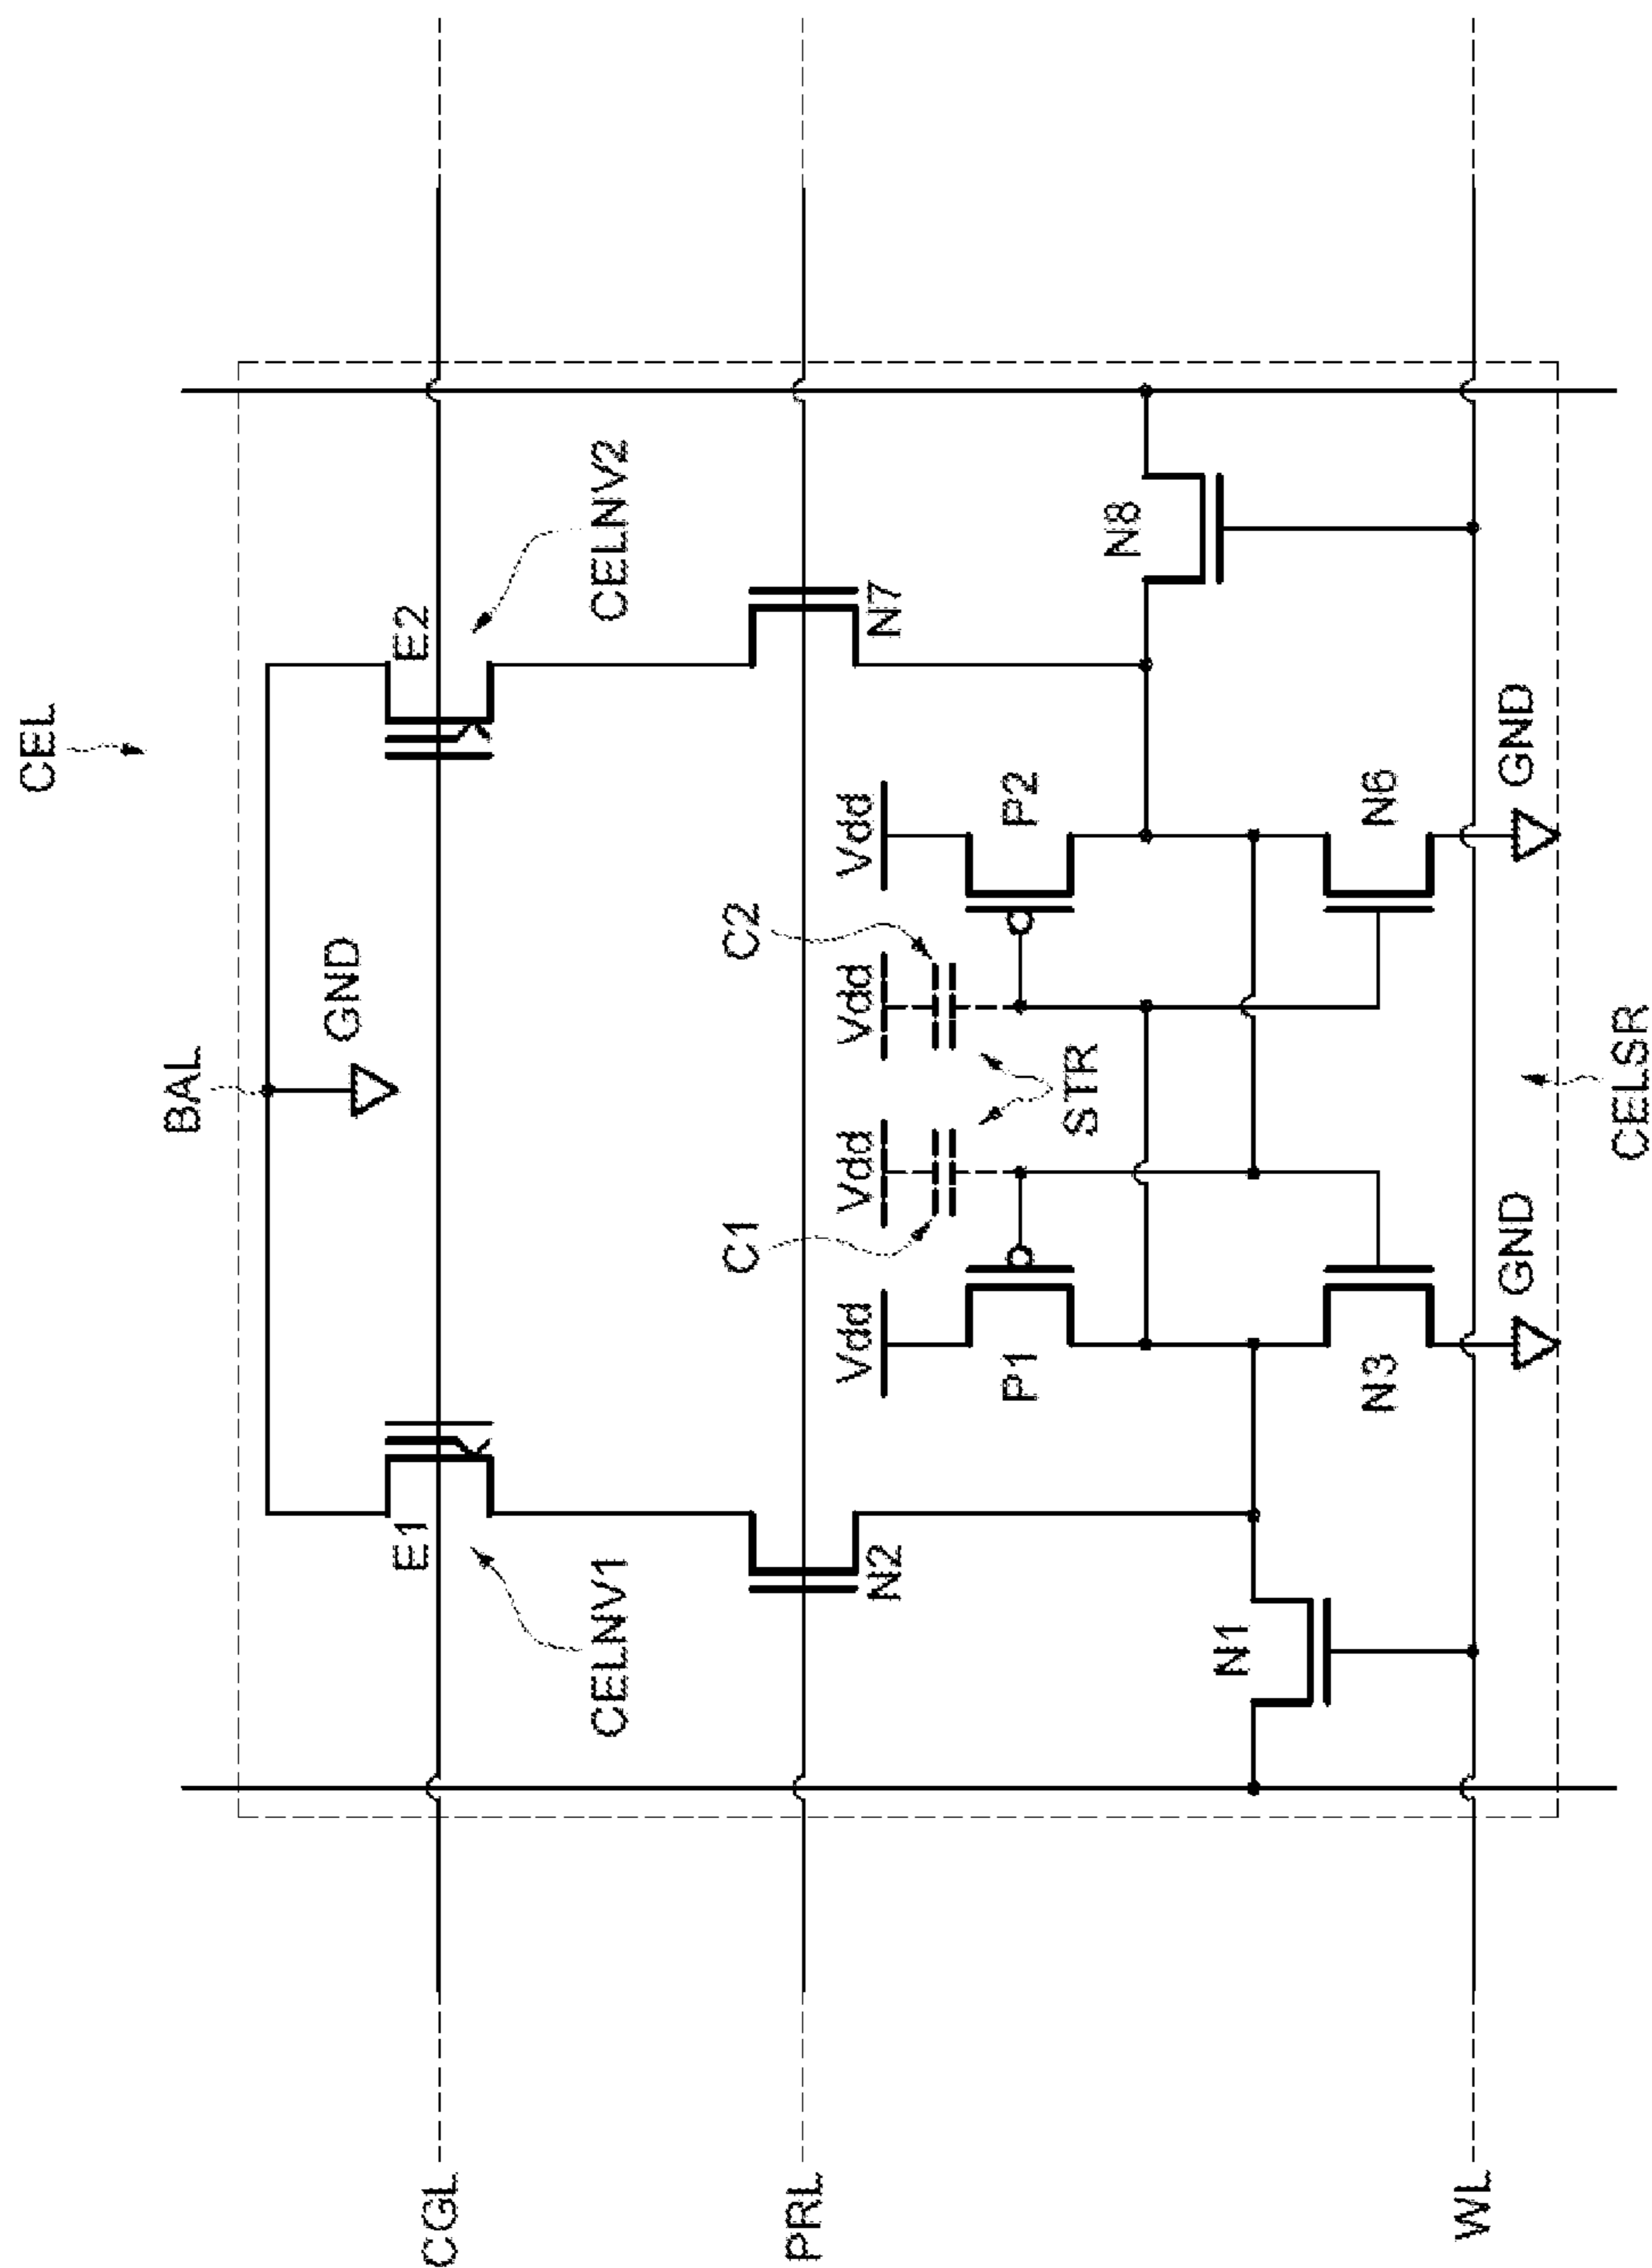 CEL
BAL
GND
E1
E2
CELNV1
CELNV2
CGL
PRL
N2
N7
Vdd
Vdd
Vdd
Vdd
C1
C2
P1
P2
STR
N1
N8
N3
N6
GND
GND
WL
CELSR